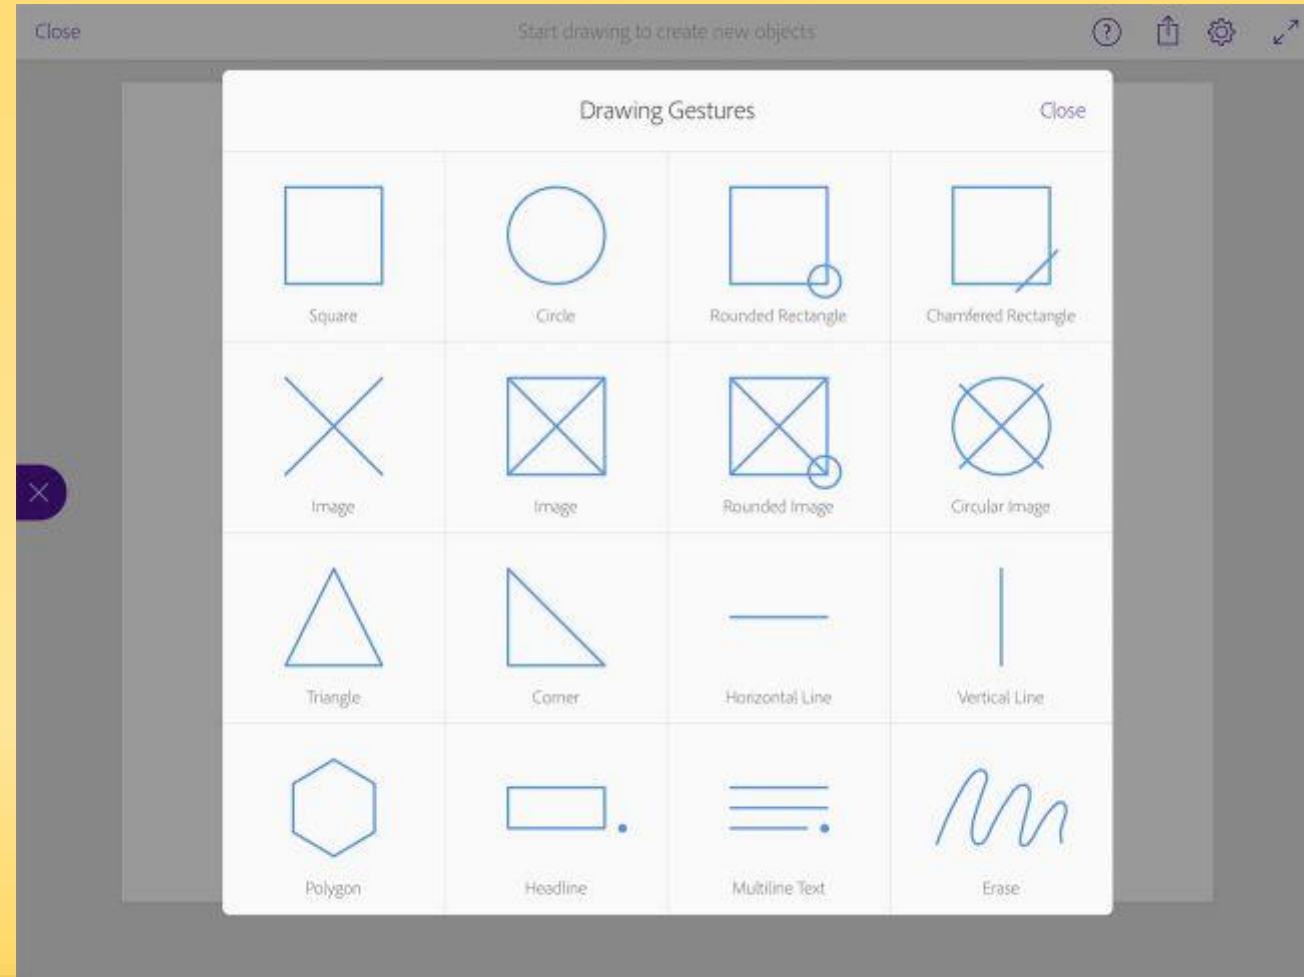 Close
Start drawing to create new objects
Drawing Gestures
Close
Square
Circle
Rounded Rectangle
Chamfered Rectangle
Image
Image
Rounded Image
Circular Image
Triangle
Corner
Horizontal Line
Vertical Line
Polygon
Headline
Multiline Text
Erase